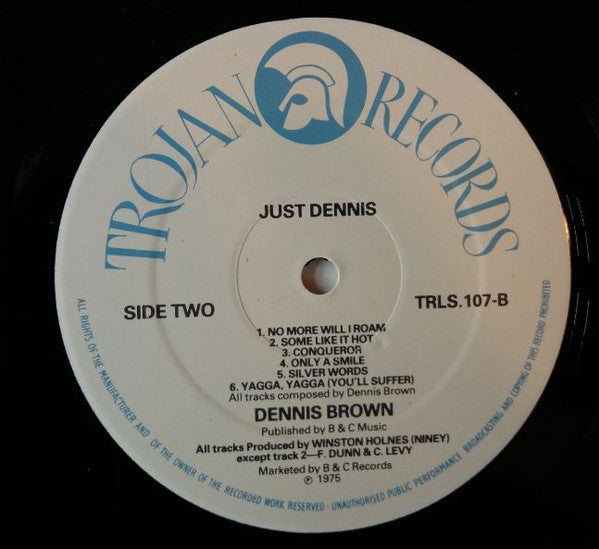 TROJAN RECORDS
JUST DENNIS
SIDE TWO
TRLS.107-B
1. NO MORE WILL I ROAM
2. SOME LIKE IT HOT
3. CONQUEROR
4. ONLY A SMILE
5. SILVER WORDS
6. YAGGA, YAGGA (YOU'LL SUFFER)
All tracks composed by Dennis Brown
DENNIS BROWN
Published by B & C Music
All tracks Produced by WINSTON HOLNES (NINEY)
except track 2—F. DUNN & C. LEVY
Marketed by B & C Records
℗ 1975
ALL RIGHTS OF THE MANUFACTURER AND OF THE OWNER OF THE RECORDED WORK RESERVED · UNAUTHORISED PUBLIC PERFORMANCE BROADCASTING AND COPYING OF THIS RECORD PROHIBITED